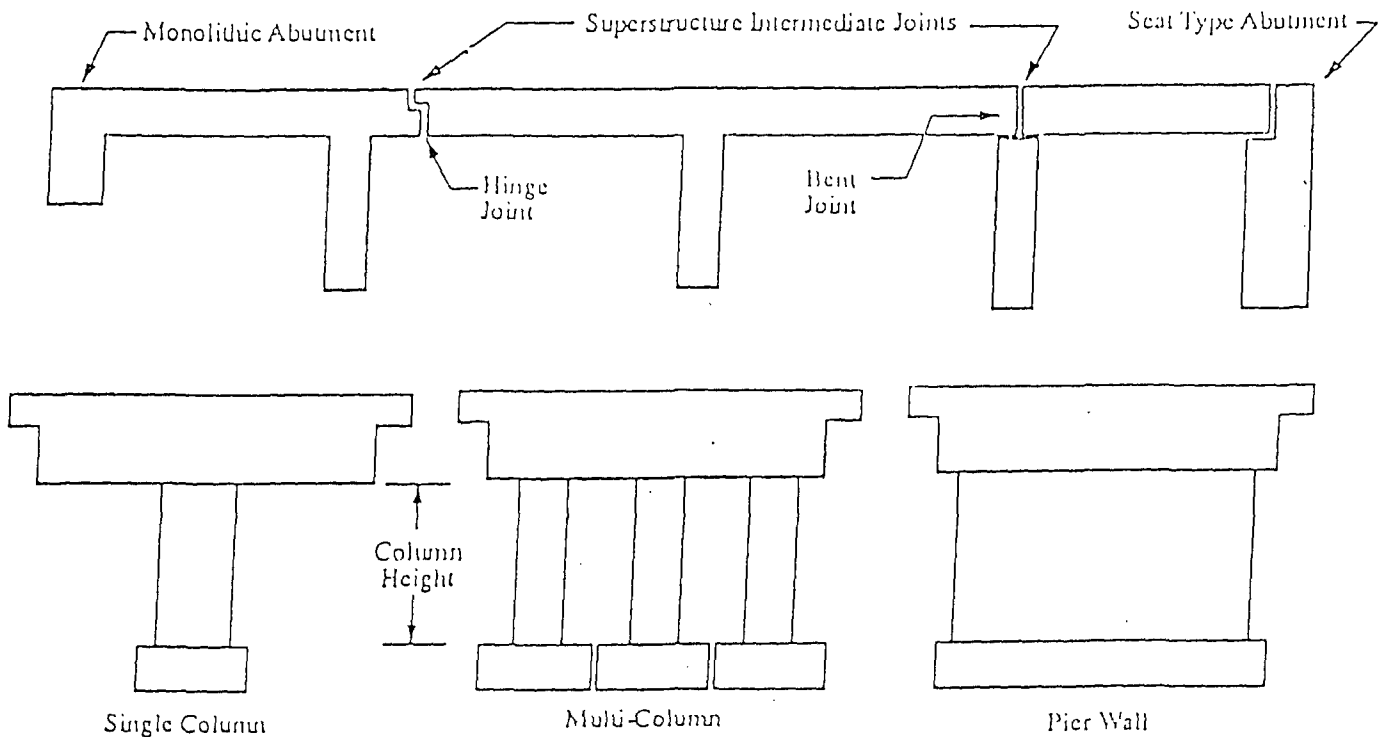 Monolithic Abutment
Superstructure Intermediate Joints
Seat Type Abutment
Hinge
Joint
Bent
Joint
Column
Height
Single Column
Multi-Column
Pier Wall